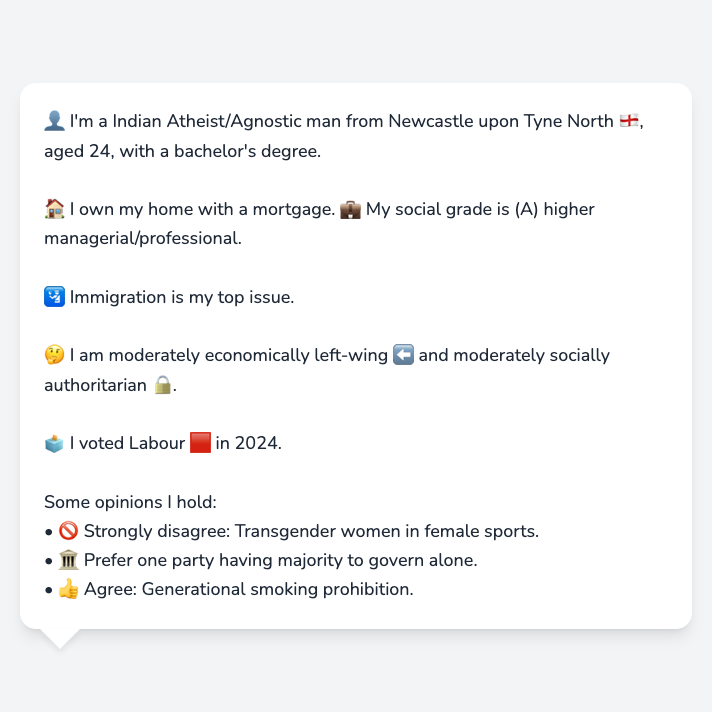 👤 I'm a Indian Atheist/Agnostic man from Newcastle upon Tyne North 🏴󠁧󠁢󠁥󠁮󠁧󠁿,
aged 24, with a bachelor's degree.
🏠 I own my home with a mortgage. 💼 My social grade is (A) higher
managerial/professional.
🛂 Immigration is my top issue.
🤔 I am moderately economically left-wing ⬅️ and moderately socially
authoritarian 🔒.
🗳️ I voted Labour 🟥 in 2024.
Some opinions I hold:
• 🚫 Strongly disagree: Transgender women in female sports.
• 🏛️ Prefer one party having majority to govern alone.
• 👍 Agree: Generational smoking prohibition.